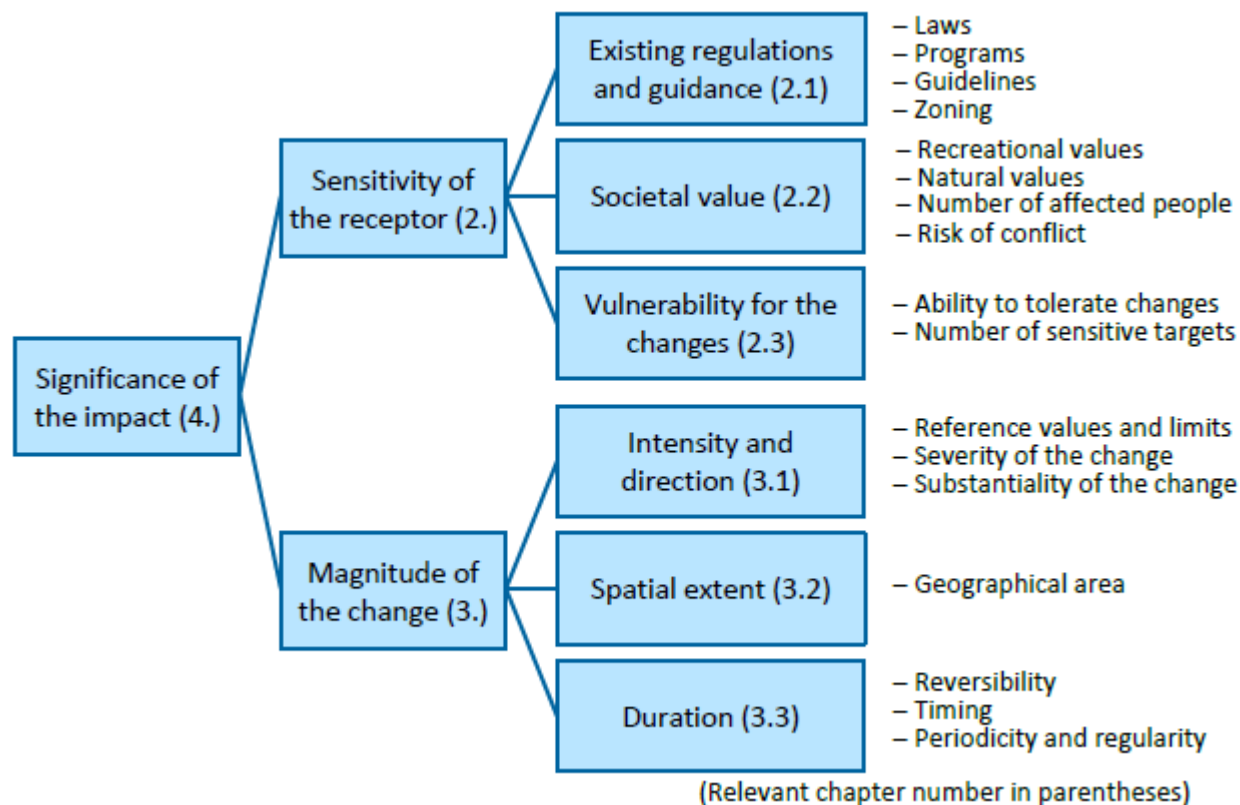 Significance of
the impact (4.)
Sensitivity of
the receptor (2.)
Existing regulations
and guidance (2.1)
– Laws
– Programs
– Guidelines
– Zoning
Societal value (2.2)
– Recreational values
– Natural values
– Number of affected people
– Risk of conflict
Vulnerability for the
changes (2.3)
– Ability to tolerate changes
– Number of sensitive targets
Magnitude of
the change (3.)
Intensity and
direction (3.1)
– Reference values and limits
– Severity of the change
– Substantiality of the change
Spatial extent (3.2)
– Geographical area
Duration (3.3)
– Reversibility
– Timing
– Periodicity and regularity
(Relevant chapter number in parentheses)